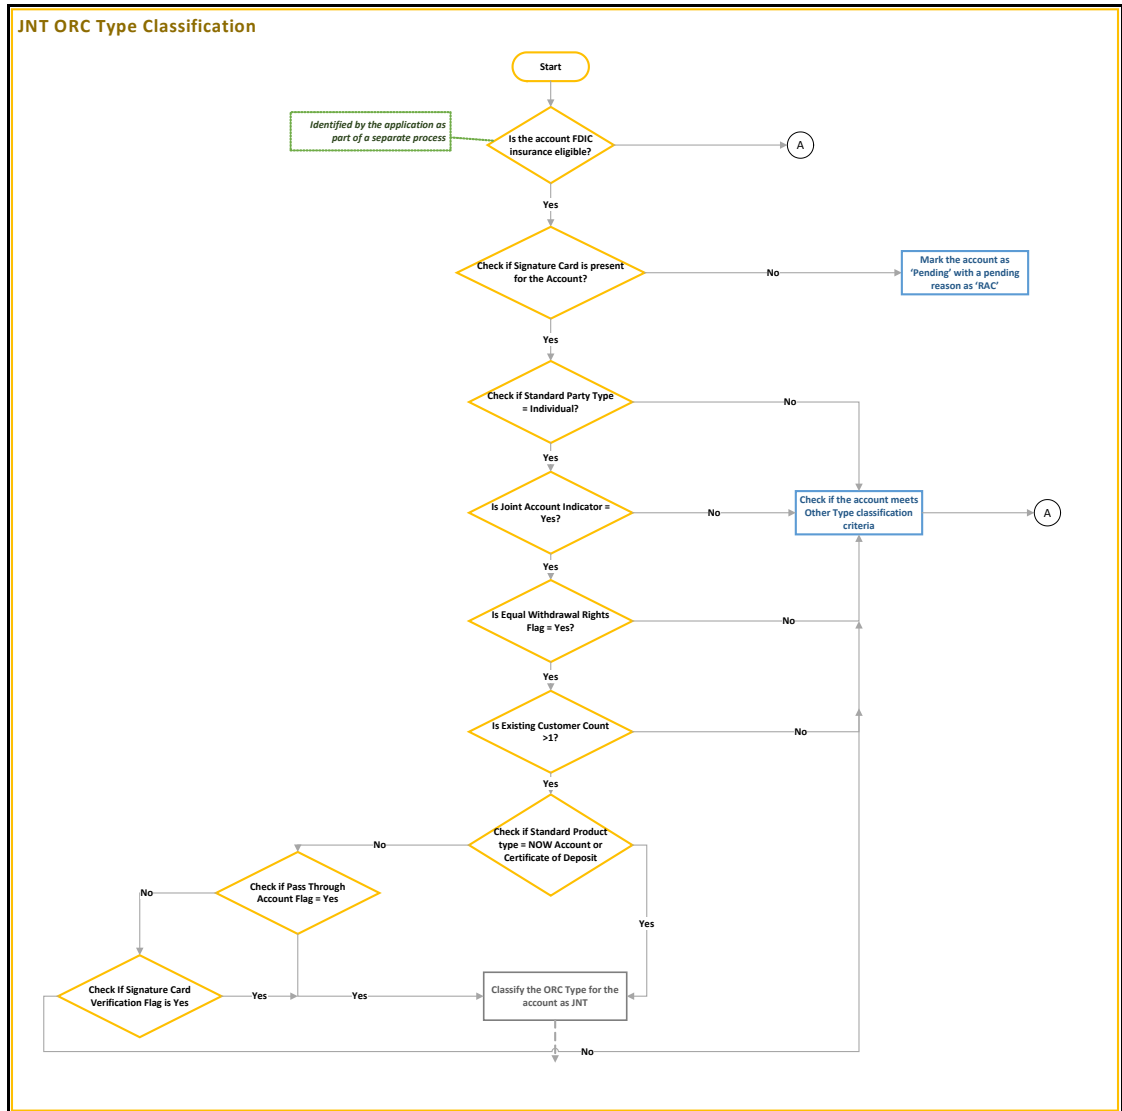 JNT ORC Type Classification
Start
Identified by the application as
part of a separate process
Is the account FDIC
insurance eligible?
A
Yes
Check if Signature Card is present
for the Account?
No
Mark the account as
‘Pending’ with a pending
reason as ‘RAC’
Yes
Check if Standard Party Type
= Individual?
No
Yes
Is Joint Account Indicator =
Yes?
No
Check if the account meets
Other Type classification
criteria
A
Yes
Is Equal Withdrawal Rights
Flag = Yes?
No
Yes
Is Existing Customer Count
>1?
No
Yes
Check if Standard Product
type = NOW Account or
Certificate of Deposit
No
Yes
Check if Pass Through
Account Flag = Yes
No
Check If Signature Card
Verification Flag is Yes
Yes
Yes
Classify the ORC Type for the
account as JNT
No